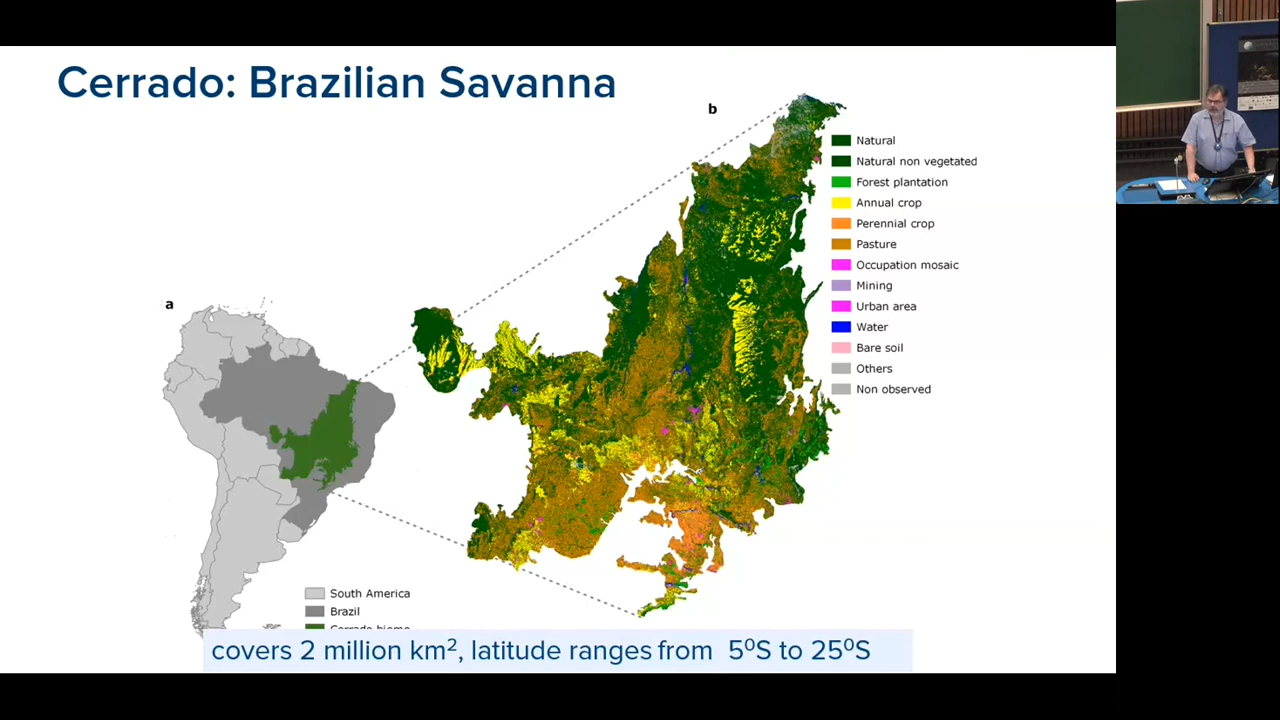 Cerrado: Brazilian Savanna
b
Natural
Natural non vegetated
Forest plantation
Annual crop
Perennial crop
Pasture
Occupation mosaic
Mining
Urban area
Water
Bare soil
Others
Non observed
a
South America
Brazil
Cerrado biome
covers 2 million km², latitude ranges from 5⁰S to 25⁰S